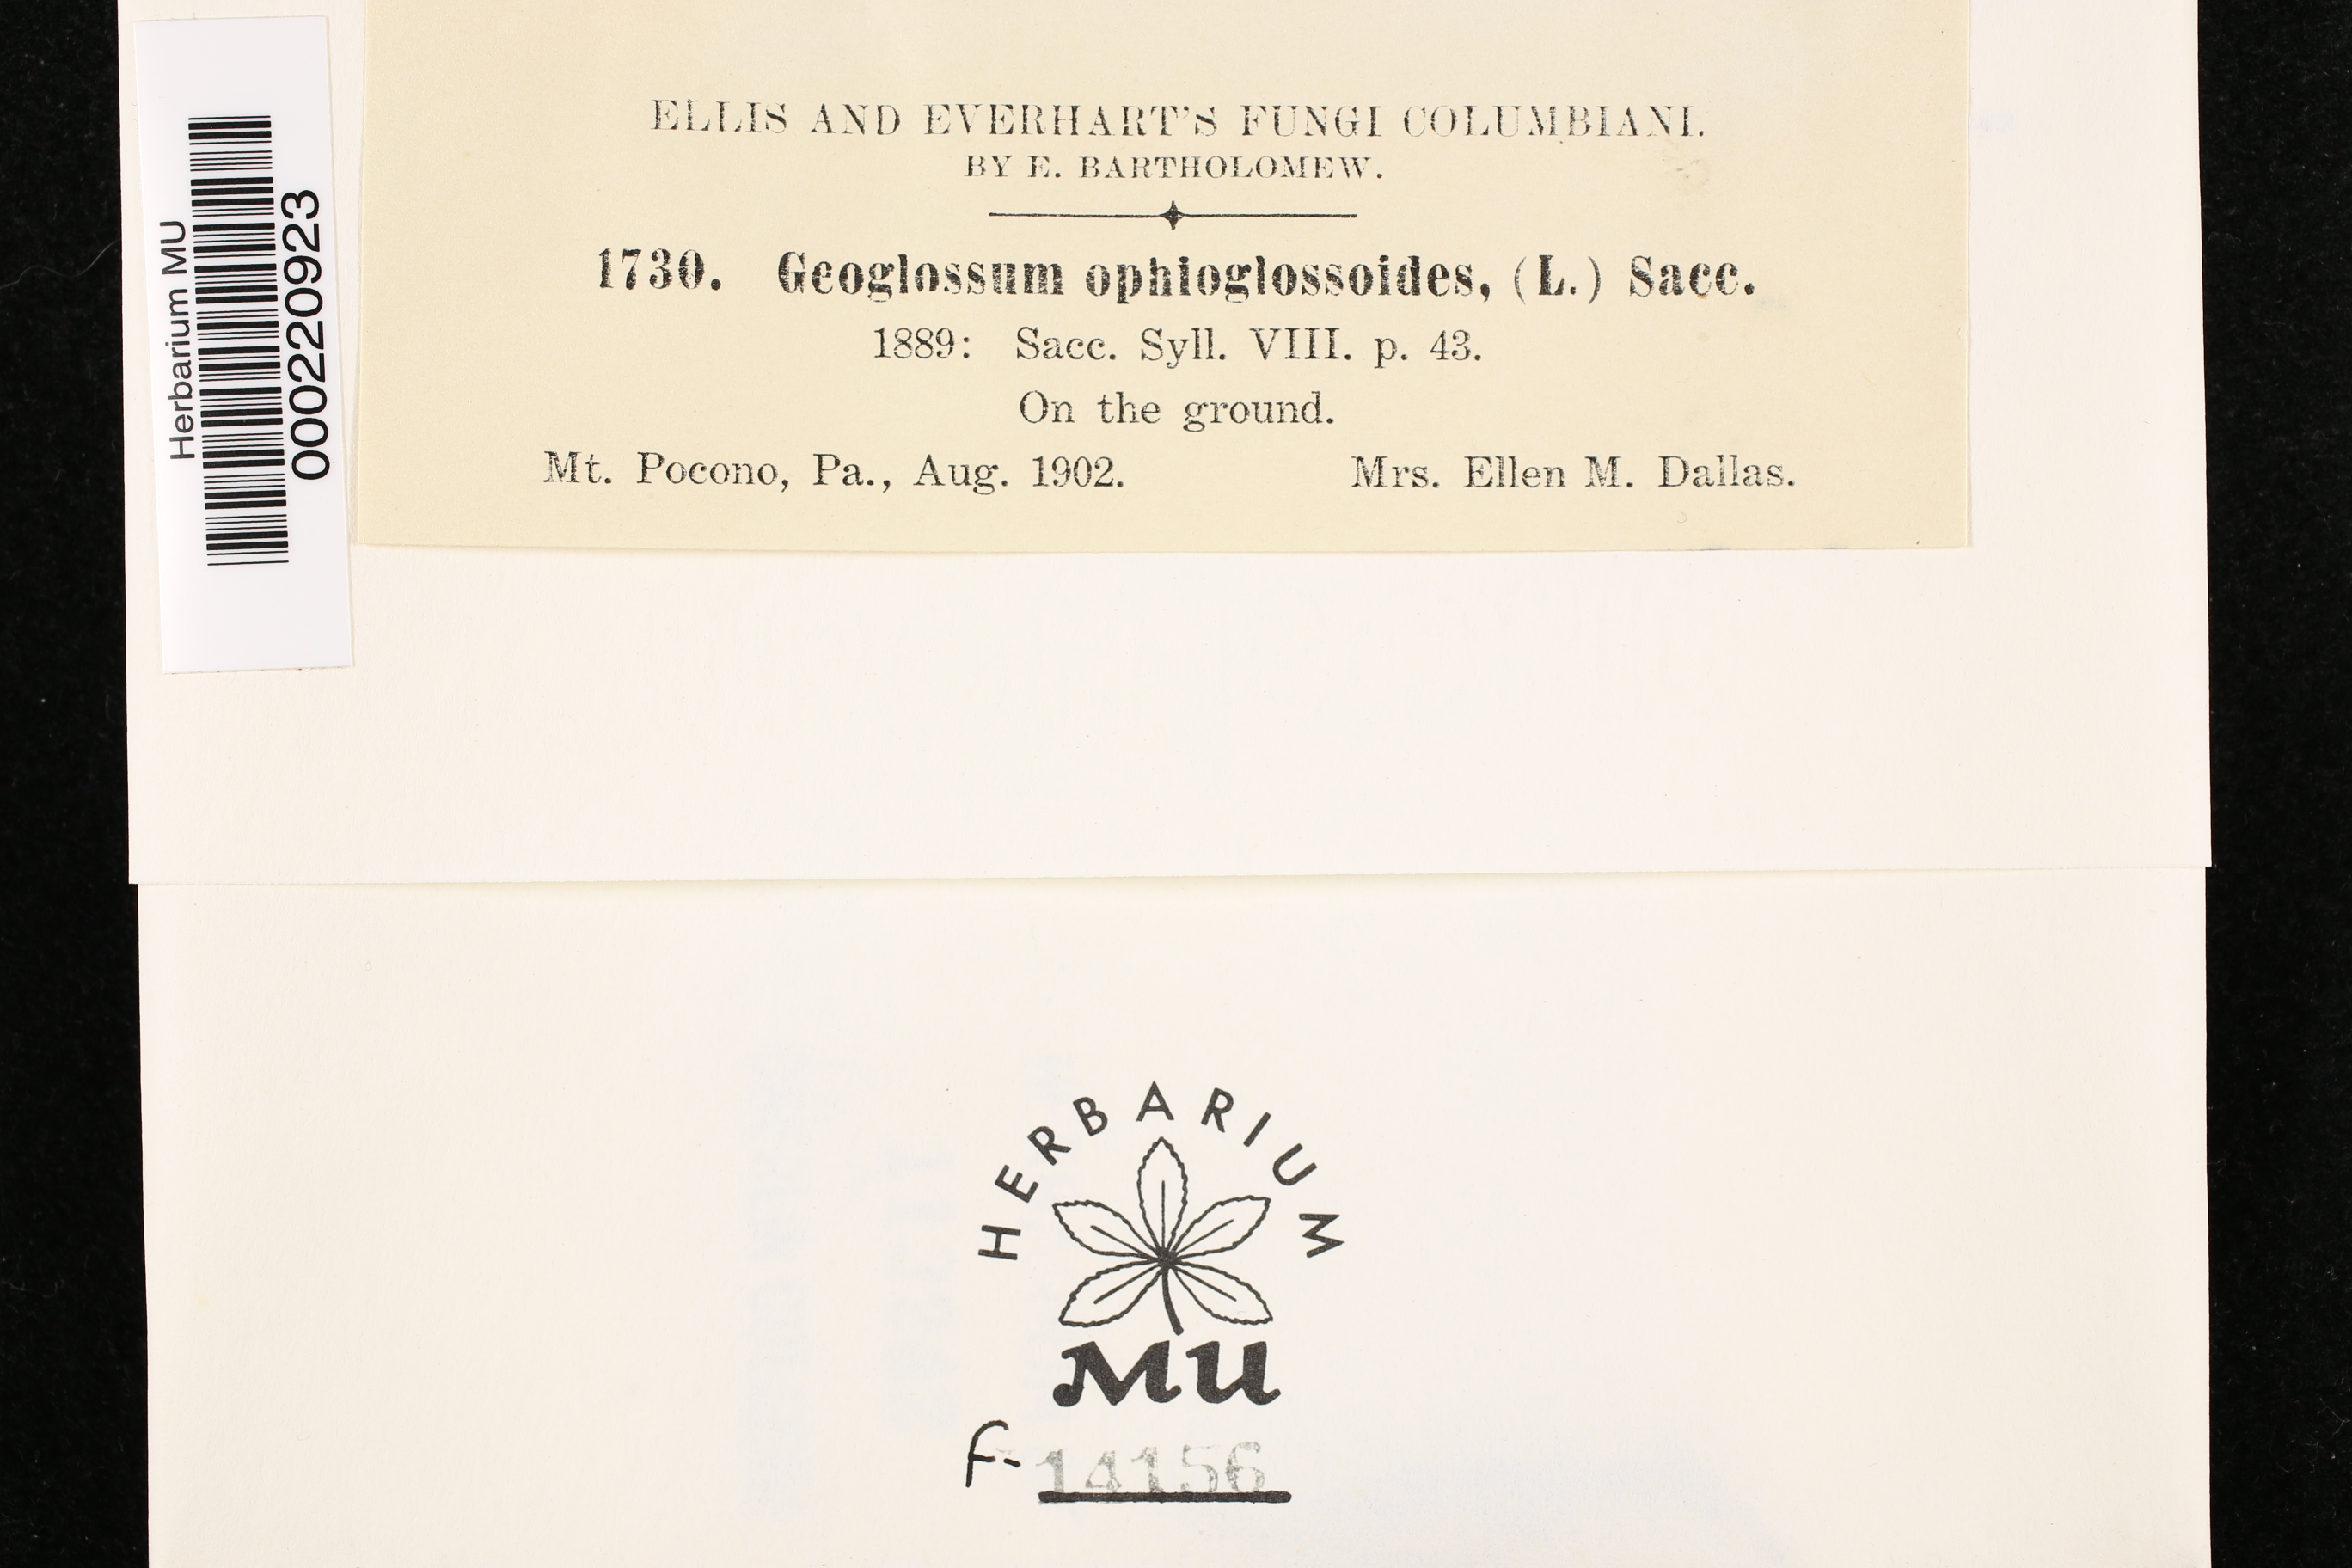 ELLIS AND EVERHART'S FUNGI COLUMBIANI.
BY E. BARTHOLOMEW.
1730. Geoglossum ophioglossoides, (L.) Sacc.
1889: Sacc. Syll. VIII. p. 43.
On the ground.
Mt. Pocono, Pa., Aug. 1902. Mrs. Ellen M. Dallas.
Herbarium MU
000220923
HERBARIUM
MU
F- 14156